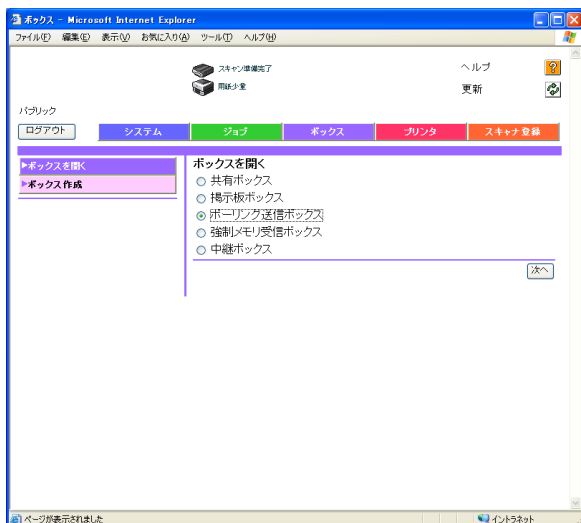 ボックス - Microsoft Internet Explorer
ファイル(F) 編集(E) 表示(V) お気に入り(A) ツール(T) ヘルプ(H)
スキャン準備完了 ヘルプ ?
用紙少量 更新
パブリック
ログアウト システム ジョブ ボックス プリンタ スキャナ登録
▶ボックスを開く
▶ボックス作成
ボックスを開く
共有ボックス
掲示板ボックス
ポーリング送信ボックス
強制メモリ受信ボックス
中継ボックス
次へ
ページが表示されました イントラネット